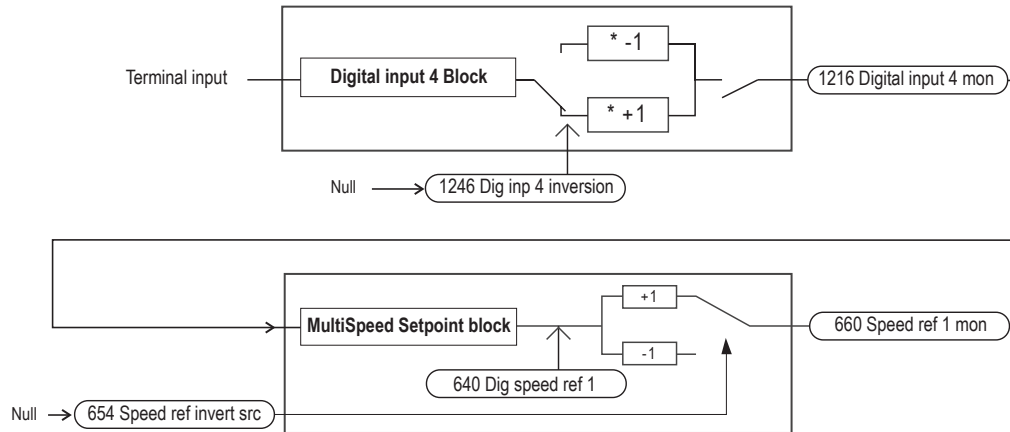 * -1
Terminal input
Digital input 4 Block
1216 Digital input 4 mon
* +1
Null
1246 Dig inp 4 inversion
+1
MultiSpeed Setpoint block
660 Speed ref 1 mon
-1
640 Dig speed ref 1
Null
654 Speed ref invert src